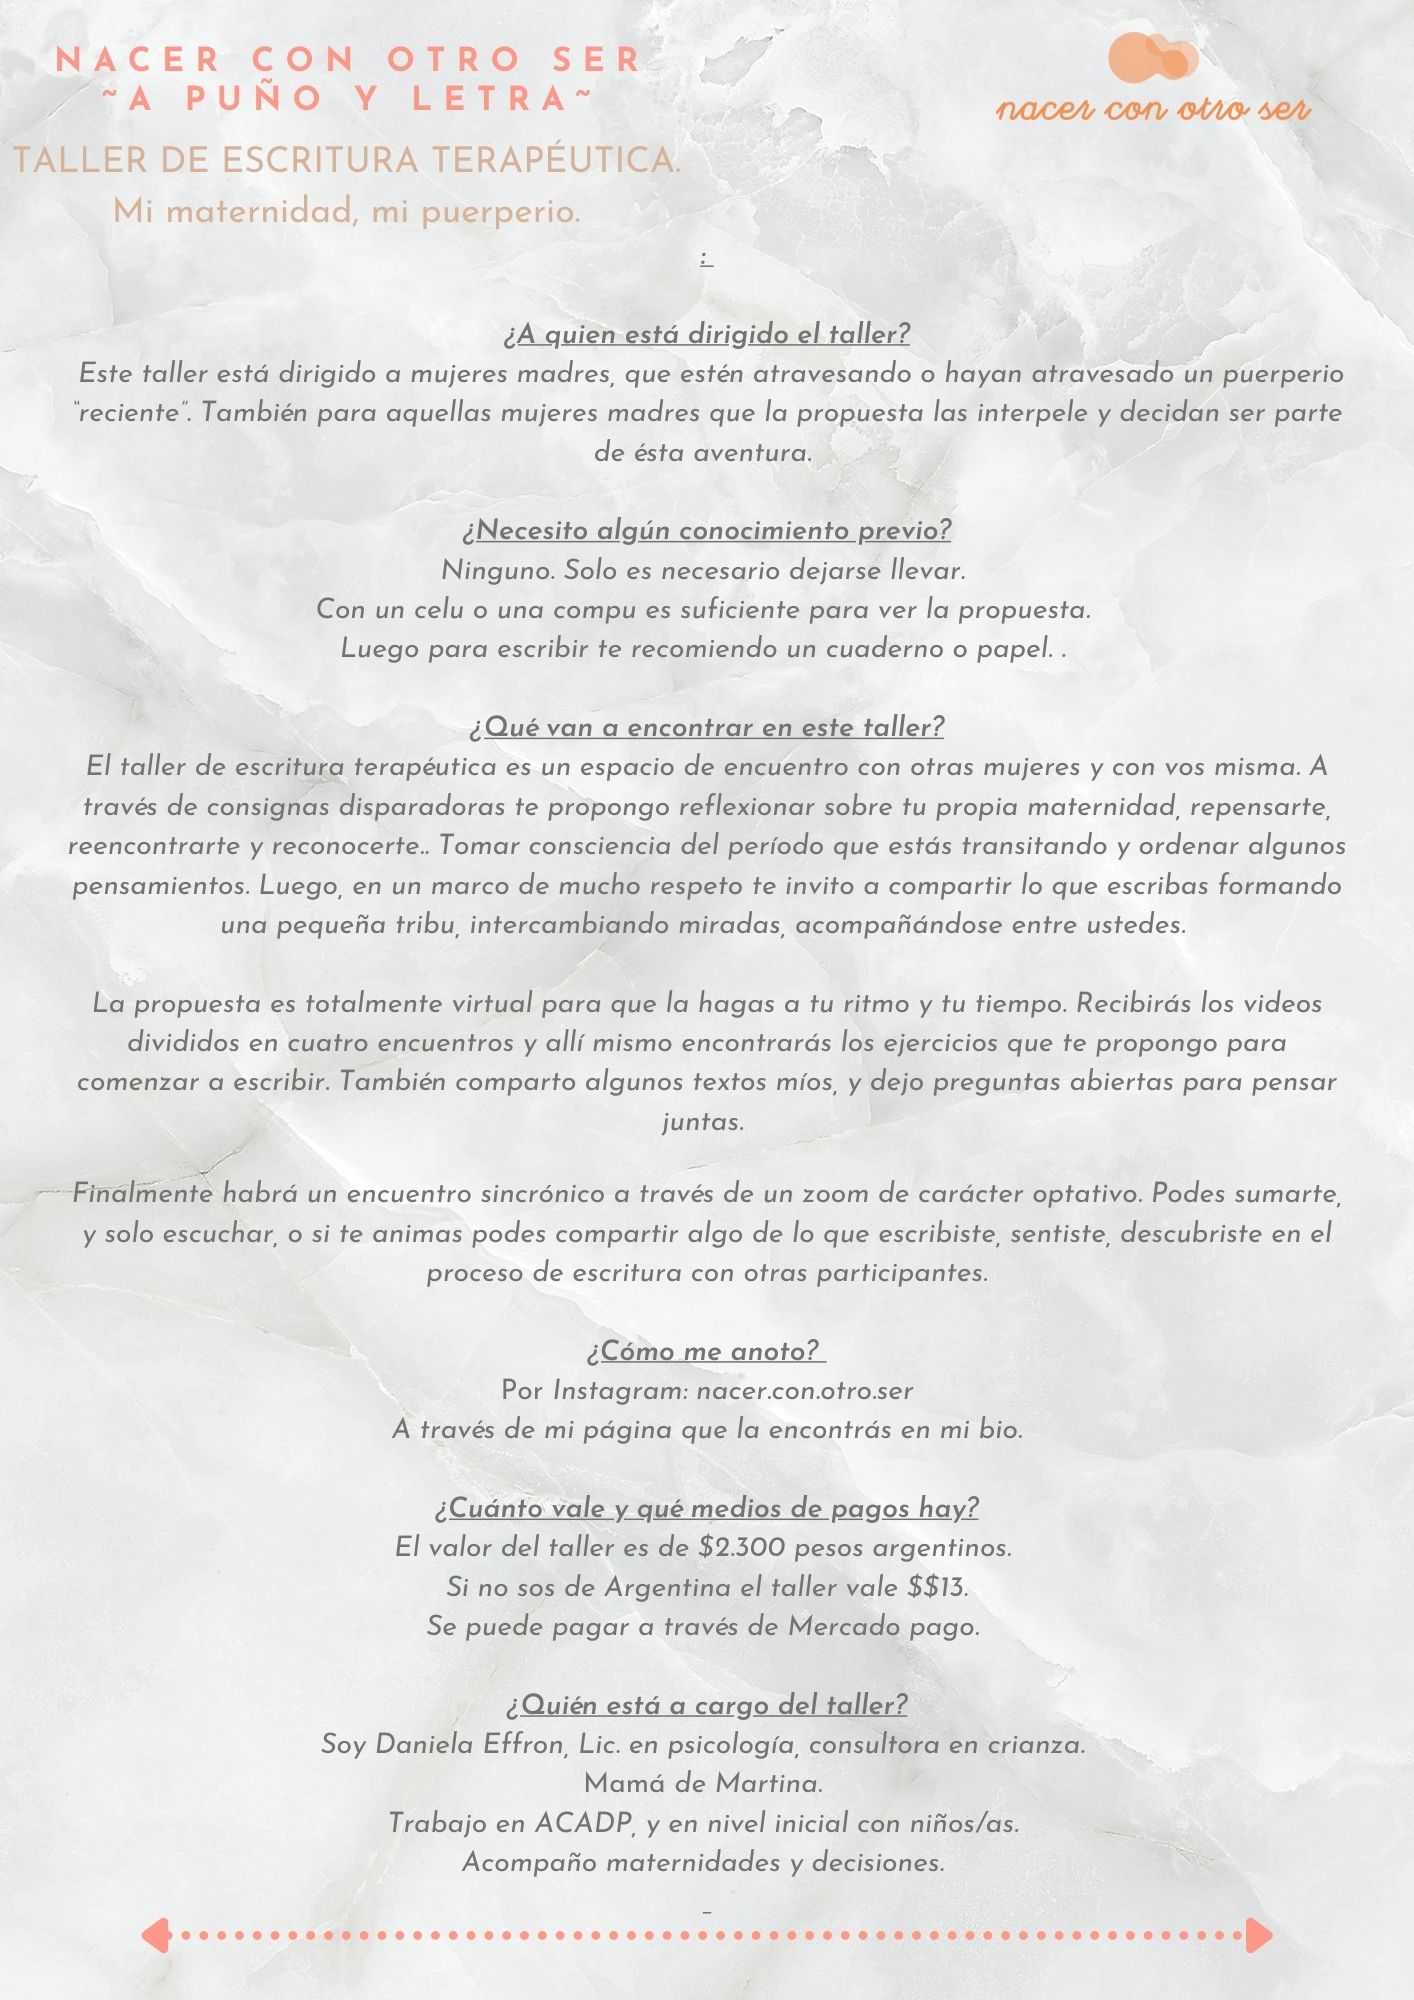 NACER CON OTRO SER
~A PUÑO Y LETRA~
nacer con otro ser
TALLER DE ESCRITURA TERAPÉUTICA.
Mi maternidad, mi puerperio.
:
¿A quien está dirigido el taller?
Este taller está dirigido a mujeres madres, que estén atravesando o hayan atravesado un puerperio
"reciente". También para aquellas mujeres madres que la propuesta las interpele y decidan ser parte
de ésta aventura.
¿Necesito algún conocimiento previo?
Ninguno. Solo es necesario dejarse llevar.
Con un celu o una compu es suficiente para ver la propuesta.
Luego para escribir te recomiendo un cuaderno o papel. .
¿Qué van a encontrar en este taller?
El taller de escritura terapéutica es un espacio de encuentro con otras mujeres y con vos misma. A
través de consignas disparadoras te propongo reflexionar sobre tu propia maternidad, repensarte,
reencontrarte y reconocerte.. Tomar consciencia del período que estás transitando y ordenar algunos
pensamientos. Luego, en un marco de mucho respeto te invito a compartir lo que escribas formando
una pequeña tribu, intercambiando miradas, acompañándose entre ustedes.
La propuesta es totalmente virtual para que la hagas a tu ritmo y tu tiempo. Recibirás los videos
divididos en cuatro encuentros y allí mismo encontrarás los ejercicios que te propongo para
comenzar a escribir. También comparto algunos textos míos, y dejo preguntas abiertas para pensar
juntas.
Finalmente habrá un encuentro sincrónico a través de un zoom de carácter optativo. Podes sumarte,
y solo escuchar, o si te animas podes compartir algo de lo que escribiste, sentiste, descubriste en el
proceso de escritura con otras participantes.
¿Cómo me anoto?
Por Instagram: nacer.con.otro.ser
A través de mi página que la encontrás en mi bio.
¿Cuánto vale y qué medios de pagos hay?
El valor del taller es de $2.300 pesos argentinos.
Si no sos de Argentina el taller vale $$13.
Se puede pagar a través de Mercado pago.
¿Quién está a cargo del taller?
Soy Daniela Effron, Lic. en psicología, consultora en crianza.
Mamá de Martina.
Trabajo en ACADP, y en nivel inicial con niños/as.
Acompaño maternidades y decisiones.
–